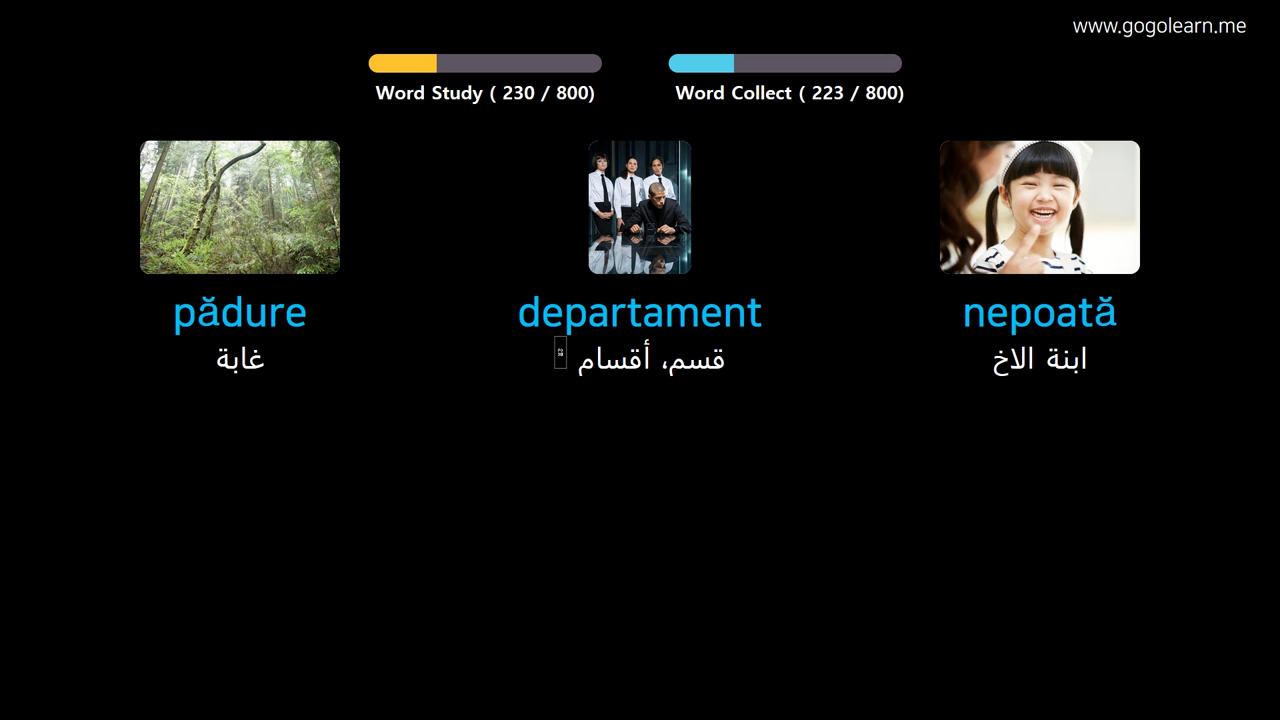 www.gogolearn.me
Word Study ( 230 / 800)
Word Collect ( 223 / 800)
pădure
departament
nepoată
غابة
قسم، أقسام
ابنة الاخ